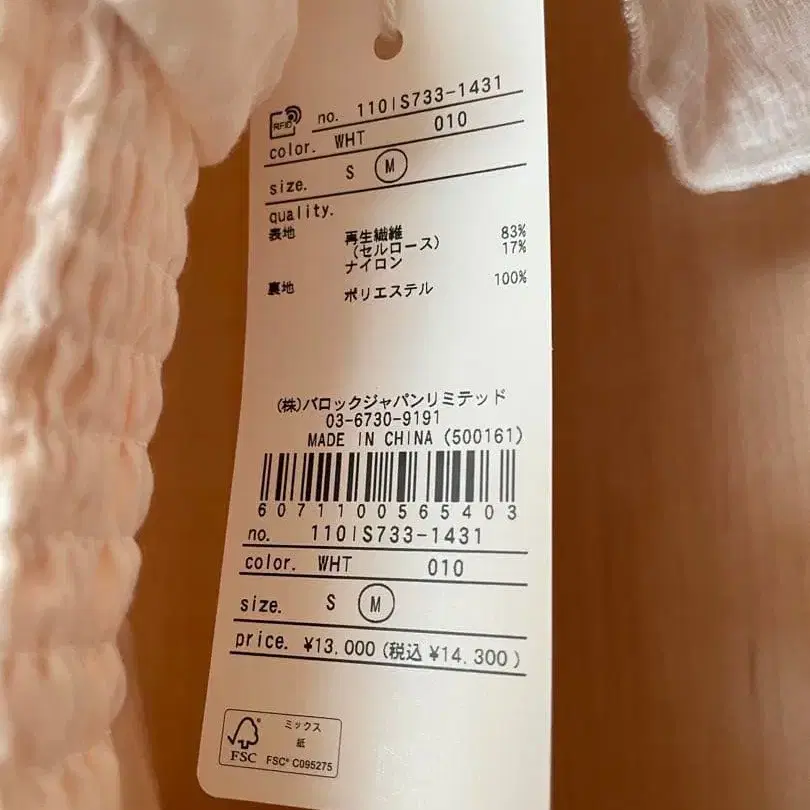 RFID
no. 110IS733-1431
color. WHT 010
size. S M
quality.
表地 再生繊維 83%
(セルロース) 17%
ナイロン
裏地 ポリエステル 100%
(株)バロックジャパンリミテッド
03-6730-9191
MADE IN CHINA (500161)
6071100565403
no. 110IS733-1431
color. WHT 010
size. S M
price. ¥13,000 (税込 ¥14,300)
ミックス
紙
FSC
FSC® C095275